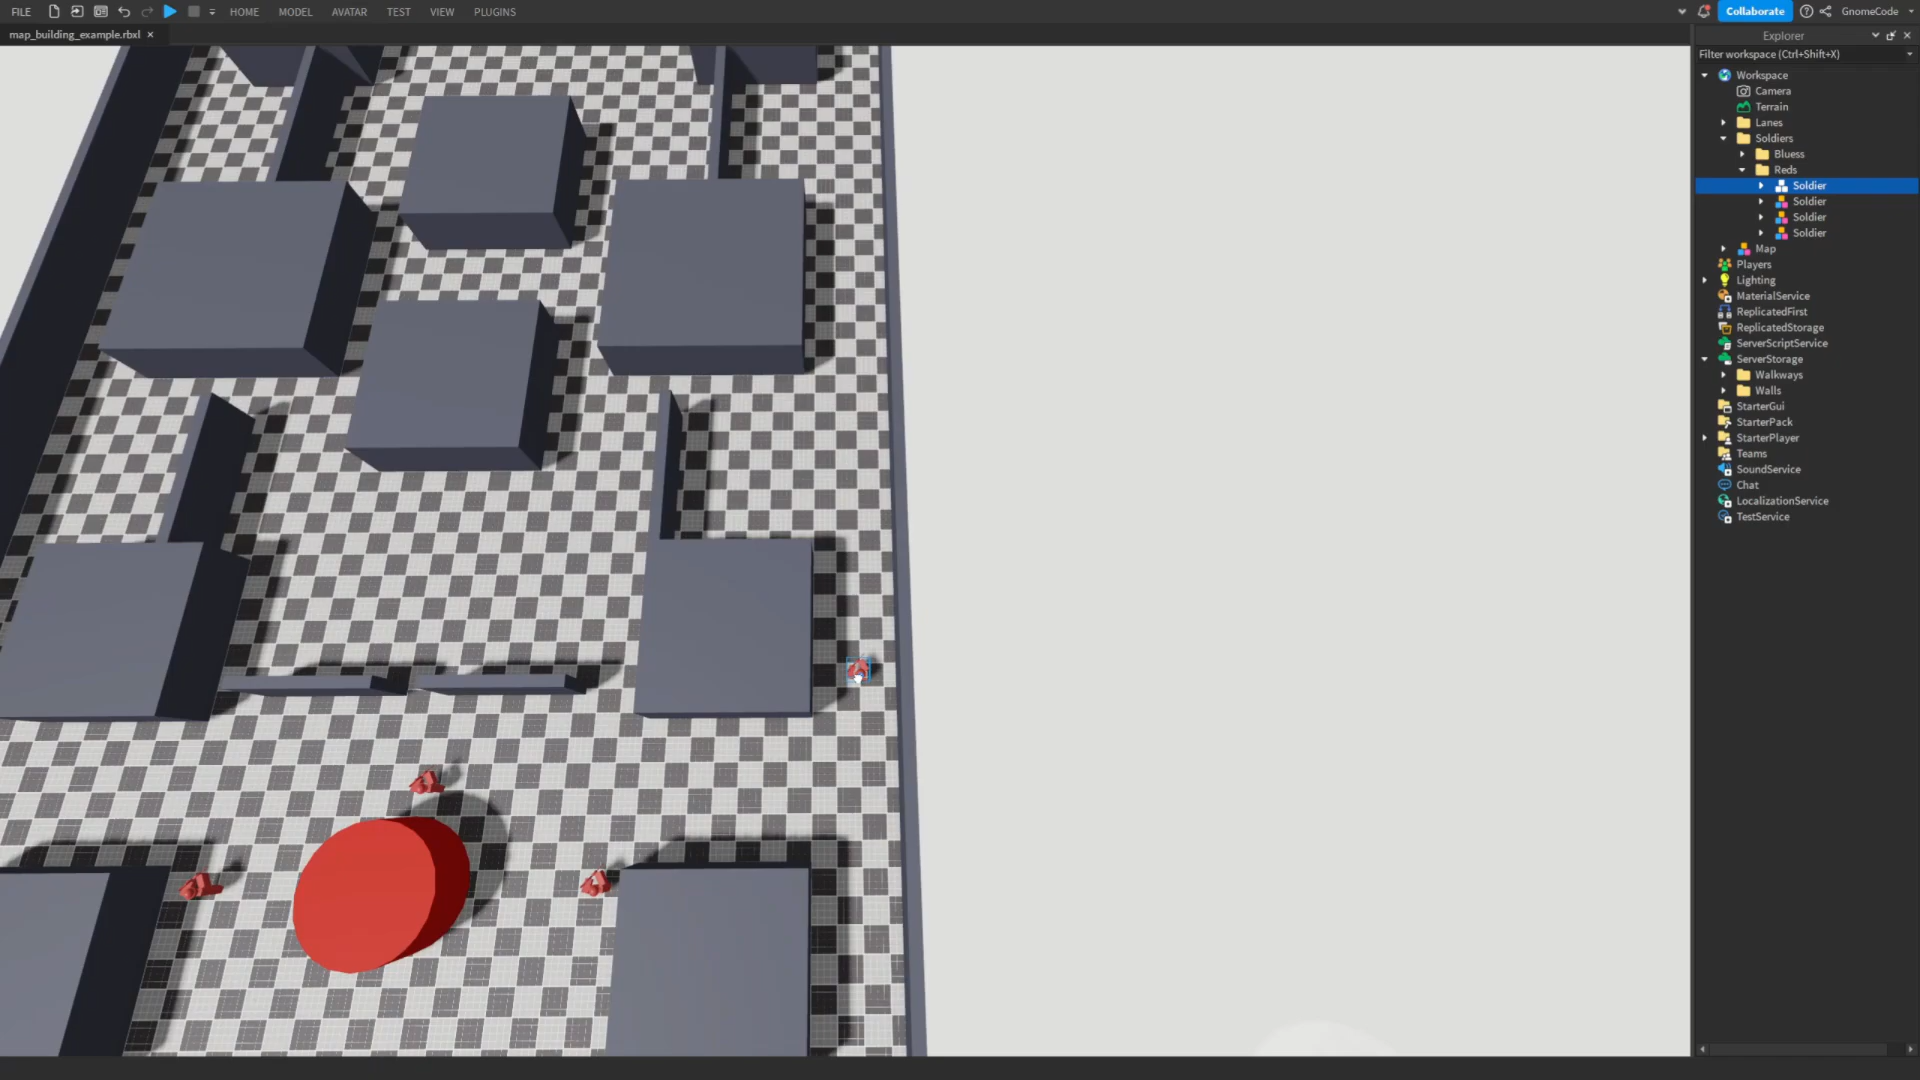 FILE HOME MODEL AVATAR TEST VIEW PLUGINS Collaborate GnomeCode
map_building_example.rbxl
Explorer
Filter workspace (Ctrl+Shift+X)
Workspace
Camera
Terrain
Lanes
Soldiers
Bluess
Reds
Soldier
Soldier
Soldier
Soldier
Map
Players
Lighting
MaterialService
ReplicatedFirst
ReplicatedStorage
ServerScriptService
ServerStorage
Walkways
Walls
StarterGui
StarterPack
StarterPlayer
Teams
SoundService
Chat
LocalizationService
TestService